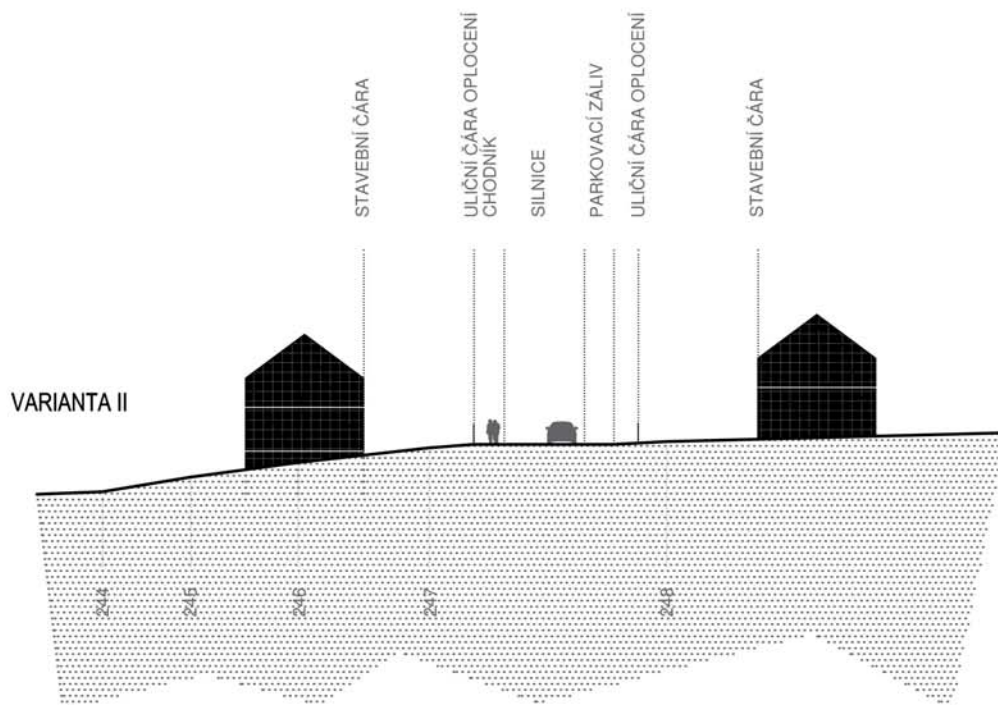 STAVEBNÍ ČÁRA
ULIČNÍ ČÁRA OPLOCENÍ
CHODNÍK
SILNICE
PARKOVACÍ ZÁLIV
ULIČNÍ ČÁRA OPLOCENÍ
STAVEBNÍ ČÁRA
VARIANTA II
244
245
246
247
248